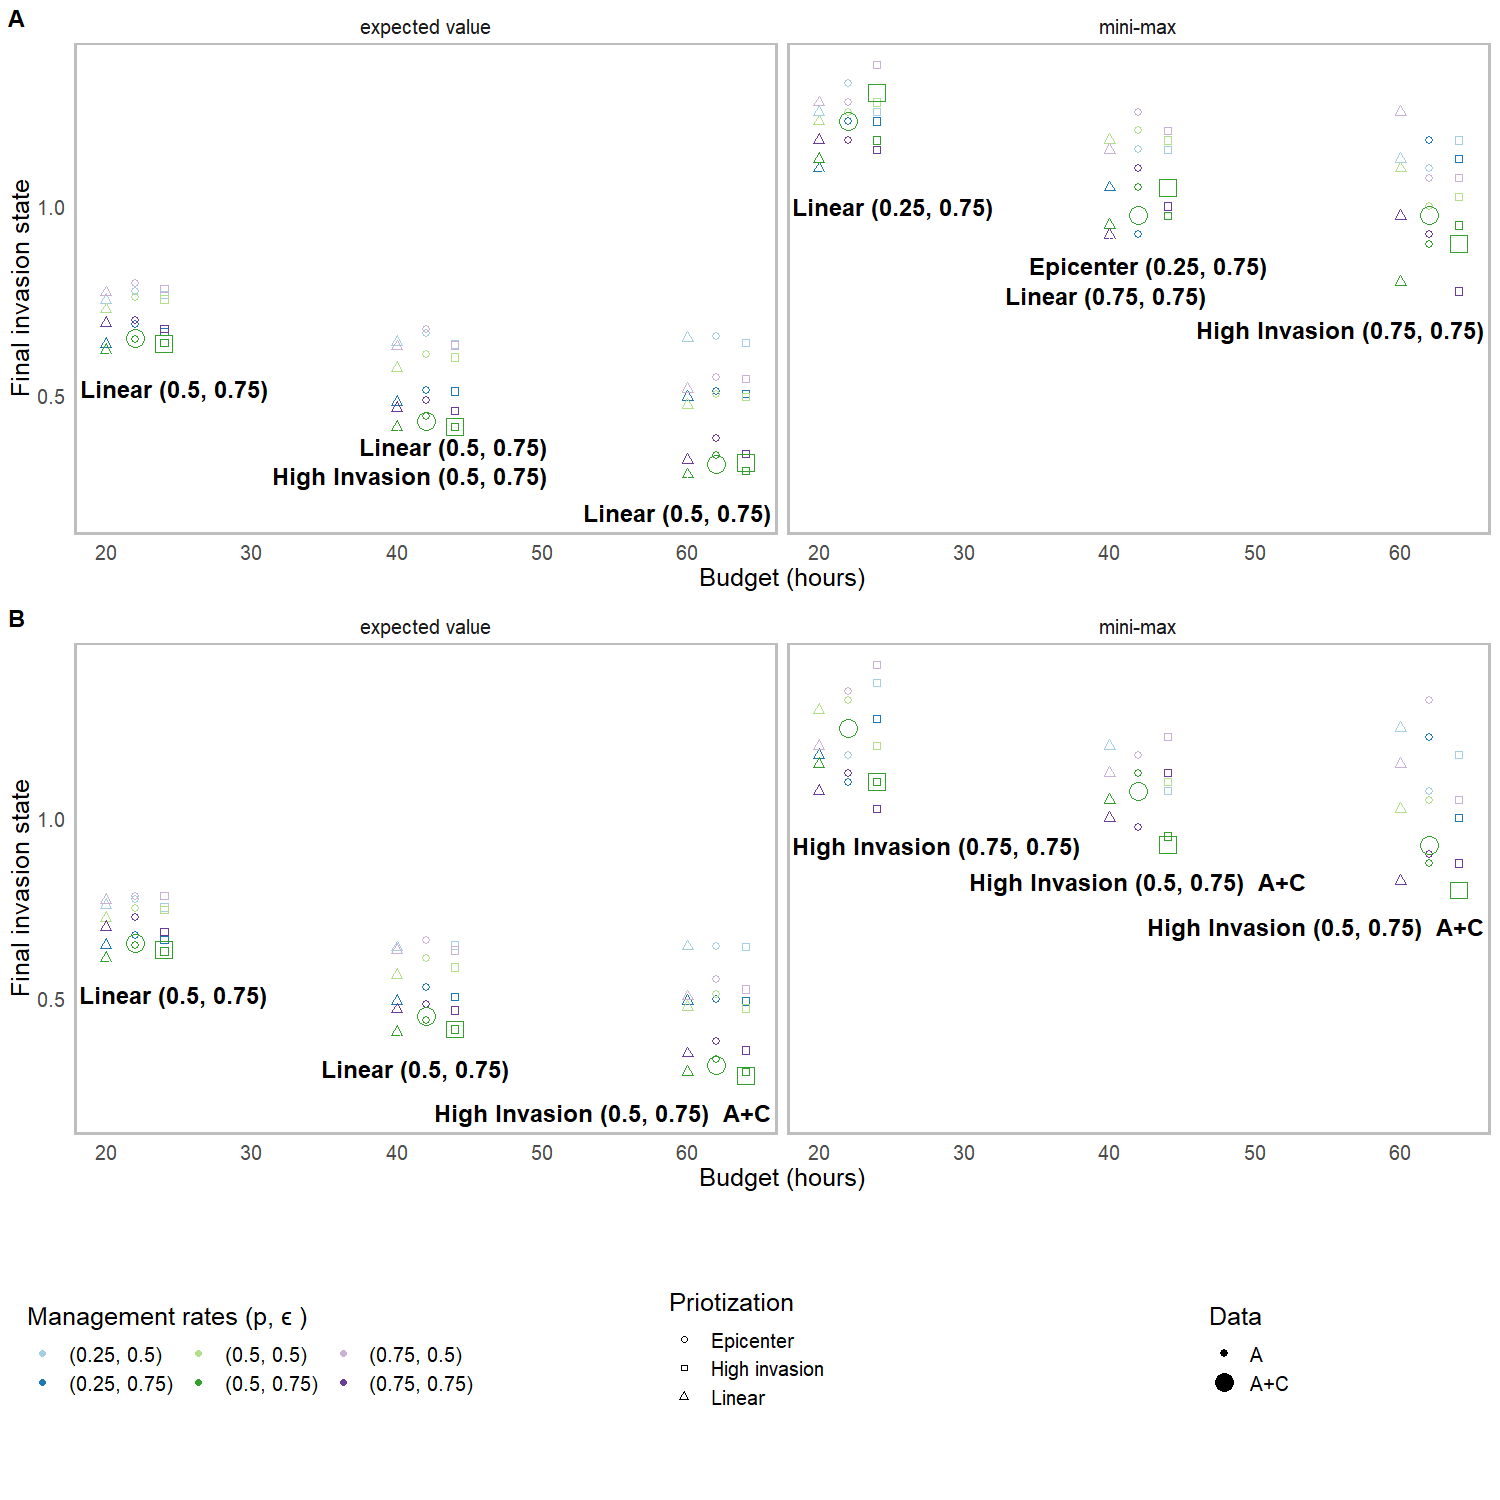 A
expected value
mini-max
Final invasion state
1.0
0.5
Linear (0.5, 0.75)
Linear (0.5, 0.75)
High Invasion (0.5, 0.75)
Linear (0.5, 0.75)
Linear (0.25, 0.75)
Epicenter (0.25, 0.75)
Linear (0.75, 0.75)
High Invasion (0.75, 0.75)
20 30 40 50 60 20 30 40 50 60
Budget (hours)
B
expected value
mini-max
Final invasion state
1.0
0.5
Linear (0.5, 0.75)
Linear (0.5, 0.75)
High Invasion (0.5, 0.75) A+C
High Invasion (0.75, 0.75)
High Invasion (0.5, 0.75) A+C
High Invasion (0.5, 0.75) A+C
20 30 40 50 60 20 30 40 50 60
Budget (hours)
Management rates (p, ϵ )
(0.25, 0.5) (0.5, 0.5) (0.75, 0.5)
(0.25, 0.75) (0.5, 0.75) (0.75, 0.75)
Priotization
Epicenter
High invasion
Linear
Data
A
A+C